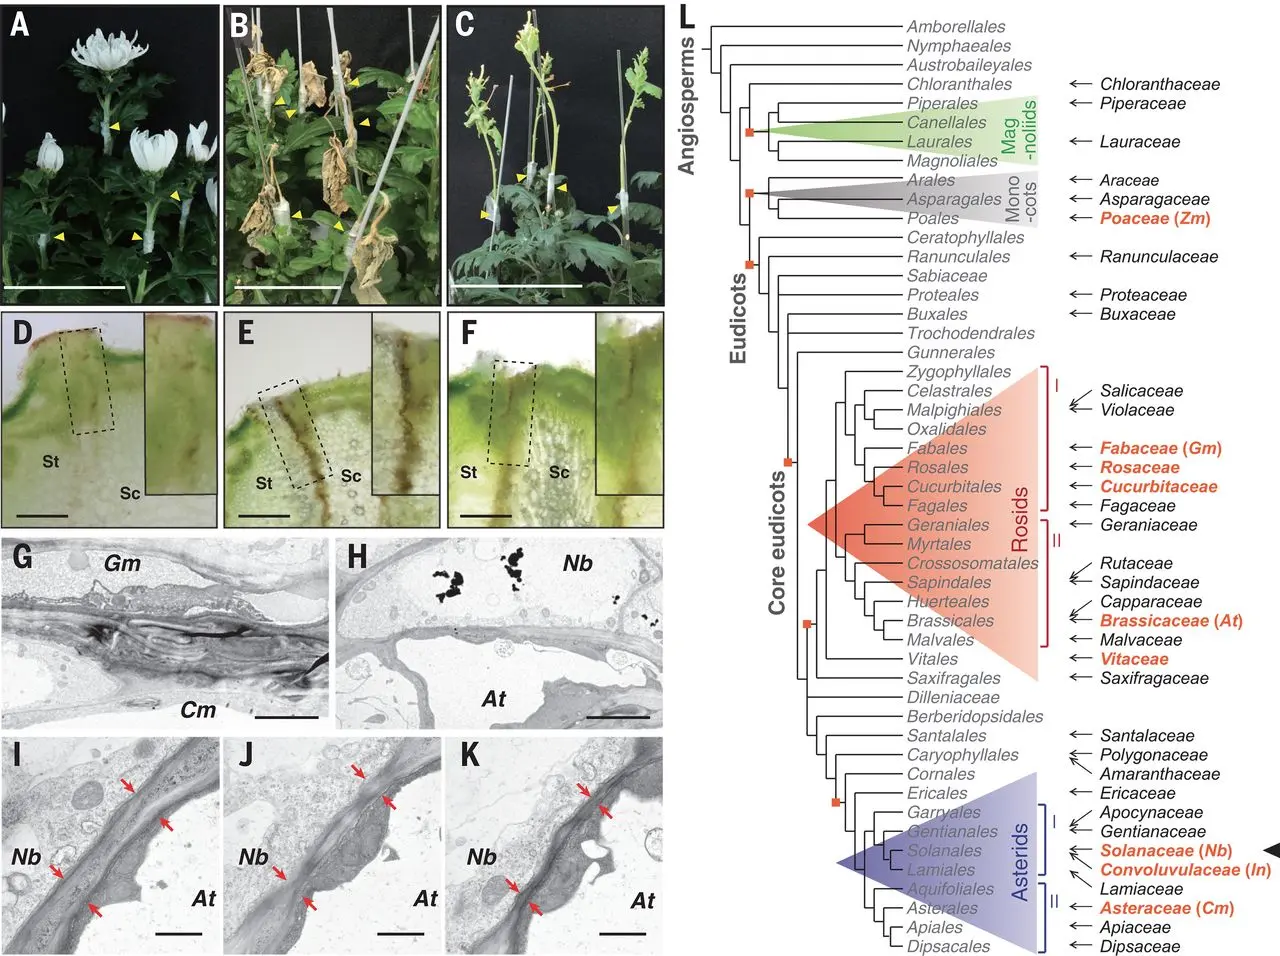 A
B
C
D
St
Sc
E
St
Sc
F
St
Sc
G
Gm
Cm
H
Nb
At
I
Nb
At
J
Nb
At
K
Nb
At
L
Angiosperms
Eudicots
Core eudicots
Amborellales
Nymphaeales
Austrobaileyales
Chloranthales
Piperales
Canellales
Laurales
Magnoliales
Arales
Asparagales
Poales
Ceratophyllales
Ranunculales
Sabiaceae
Proteales
Buxales
Trochodendrales
Gunnerales
Zygophyllales
Celastrales
Malpighiales
Oxalidales
Fabales
Rosales
Cucurbitales
Fagales
Geraniales
Myrtales
Crossosomatales
Sapindales
Huerteales
Brassicales
Malvales
Vitales
Saxifragales
Dilleniaceae
Berberidopsidales
Santalales
Caryophyllales
Cornales
Ericales
Garryales
Gentianales
Solanales
Lamiales
Aquifoliales
Asterales
Apiales
Dipsacales
Mag
-noliids
Mono
-cots
Rosids
I
II
Asterids
I
II
Chloranthaceae
Piperaceae
Lauraceae
Araceae
Asparagaceae
Poaceae (Zm)
Ranunculaceae
Proteaceae
Buxaceae
Salicaceae
Violaceae
Fabaceae (Gm)
Rosaceae
Cucurbitaceae
Fagaceae
Geraniaceae
Rutaceae
Sapindaceae
Capparaceae
Brassicaceae (At)
Malvaceae
Vitaceae
Saxifragaceae
Santalaceae
Polygonaceae
Amaranthaceae
Ericaceae
Apocynaceae
Gentianaceae
Solanaceae (Nb)
Convoluvulaceae (In)
Lamiaceae
Asteraceae (Cm)
Apiaceae
Dipsaceae